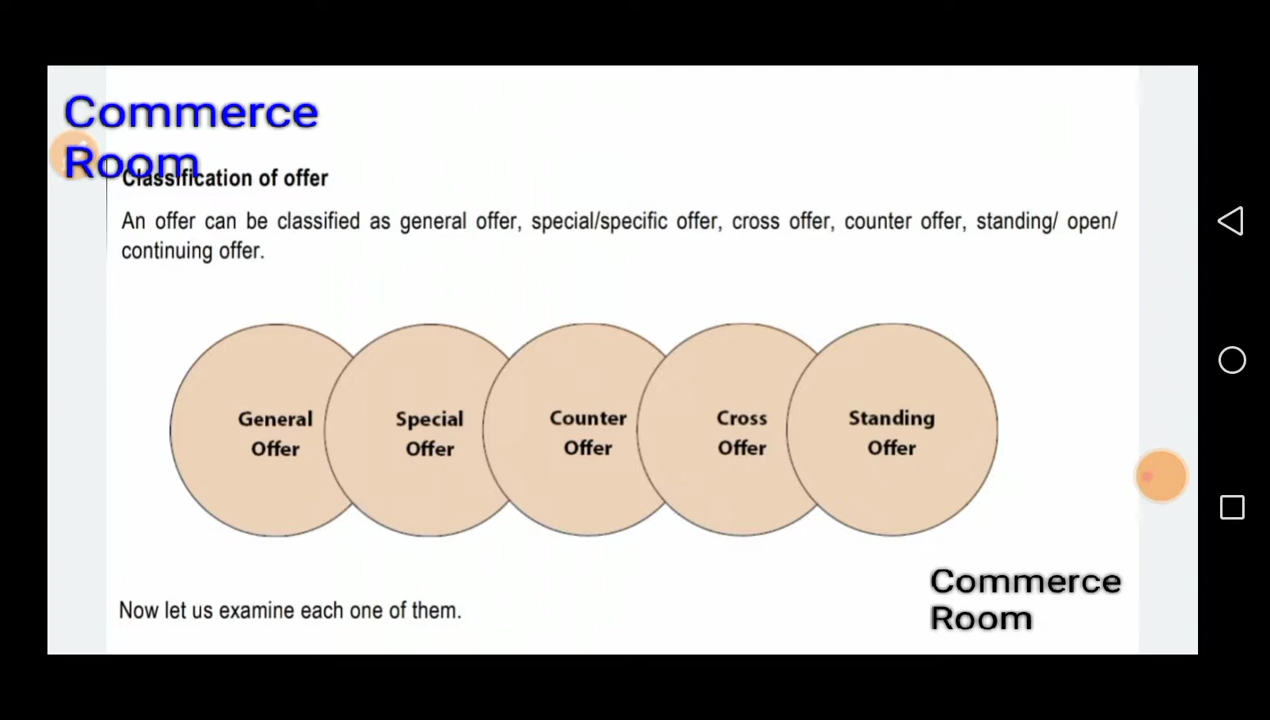 Commerce
Room
Classification of offer
An offer can be classified as general offer, special/specific offer, cross offer, counter offer, standing/ open/
continuing offer.
General
Offer
Special
Offer
Counter
Offer
Cross
Offer
Standing
Offer
Commerce
Room
Now let us examine each one of them.